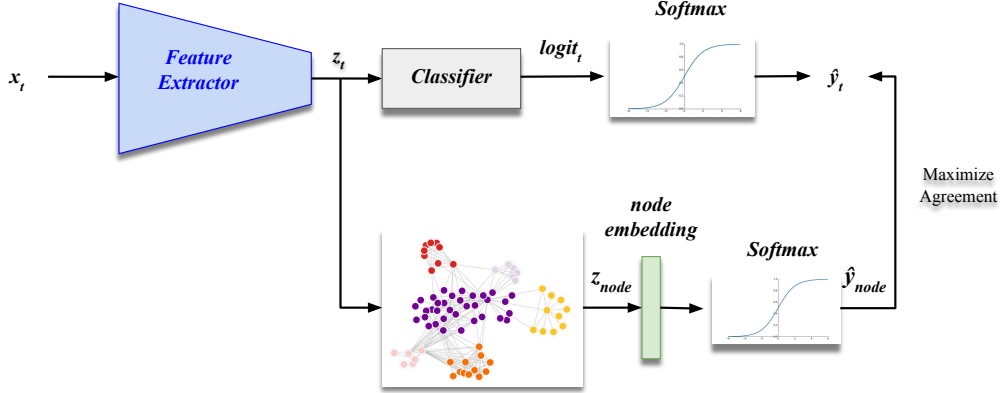 Softmax
Feature
Extractor
x_t
z_t
Classifier
logit_t
ŷ_t
Maximize
Agreement
node
embedding
Softmax
z_node
ŷ_node